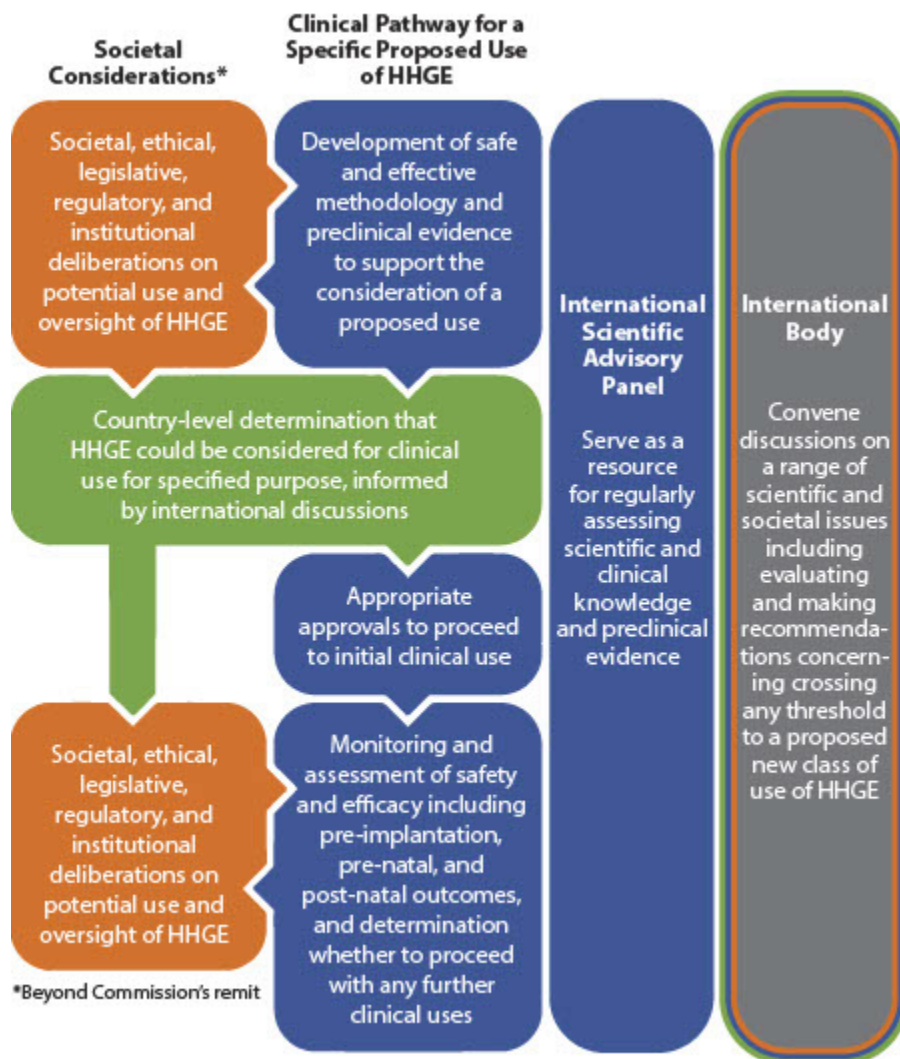 Societal
Considerations*
Clinical Pathway for a
Specific Proposed Use
of HHGE
Societal, ethical,
legislative,
regulatory, and
institutional
deliberations on
potential use and
oversight of HHGE
Development of safe
and effective
methodology and
preclinical evidence
to support the
consideration of a
proposed use
Country-level determination that
HHGE could be considered for clinical
use for specified purpose, informed
by international discussions
Appropriate
approvals to proceed
to initial clinical use
Societal, ethical,
legislative,
regulatory, and
institutional
deliberations on
potential use and
oversight of HHGE
Monitoring and
assessment of safety
and efficacy including
pre-implantation,
pre-natal, and
post-natal outcomes,
and determination
whether to proceed
with any further
clinical uses
*Beyond Commission's remit
International
Scientific
Advisory
Panel
Serve as a
resource
for regularly
assessing
scientific and
clinical
knowledge
and preclinical
evidence
International
Body
Convene
discussions on
a range of
scientific and
societal issues
including
evaluating
and making
recommenda-
tions concern-
ing crossing
any threshold
to a proposed
new class of
use of HHGE